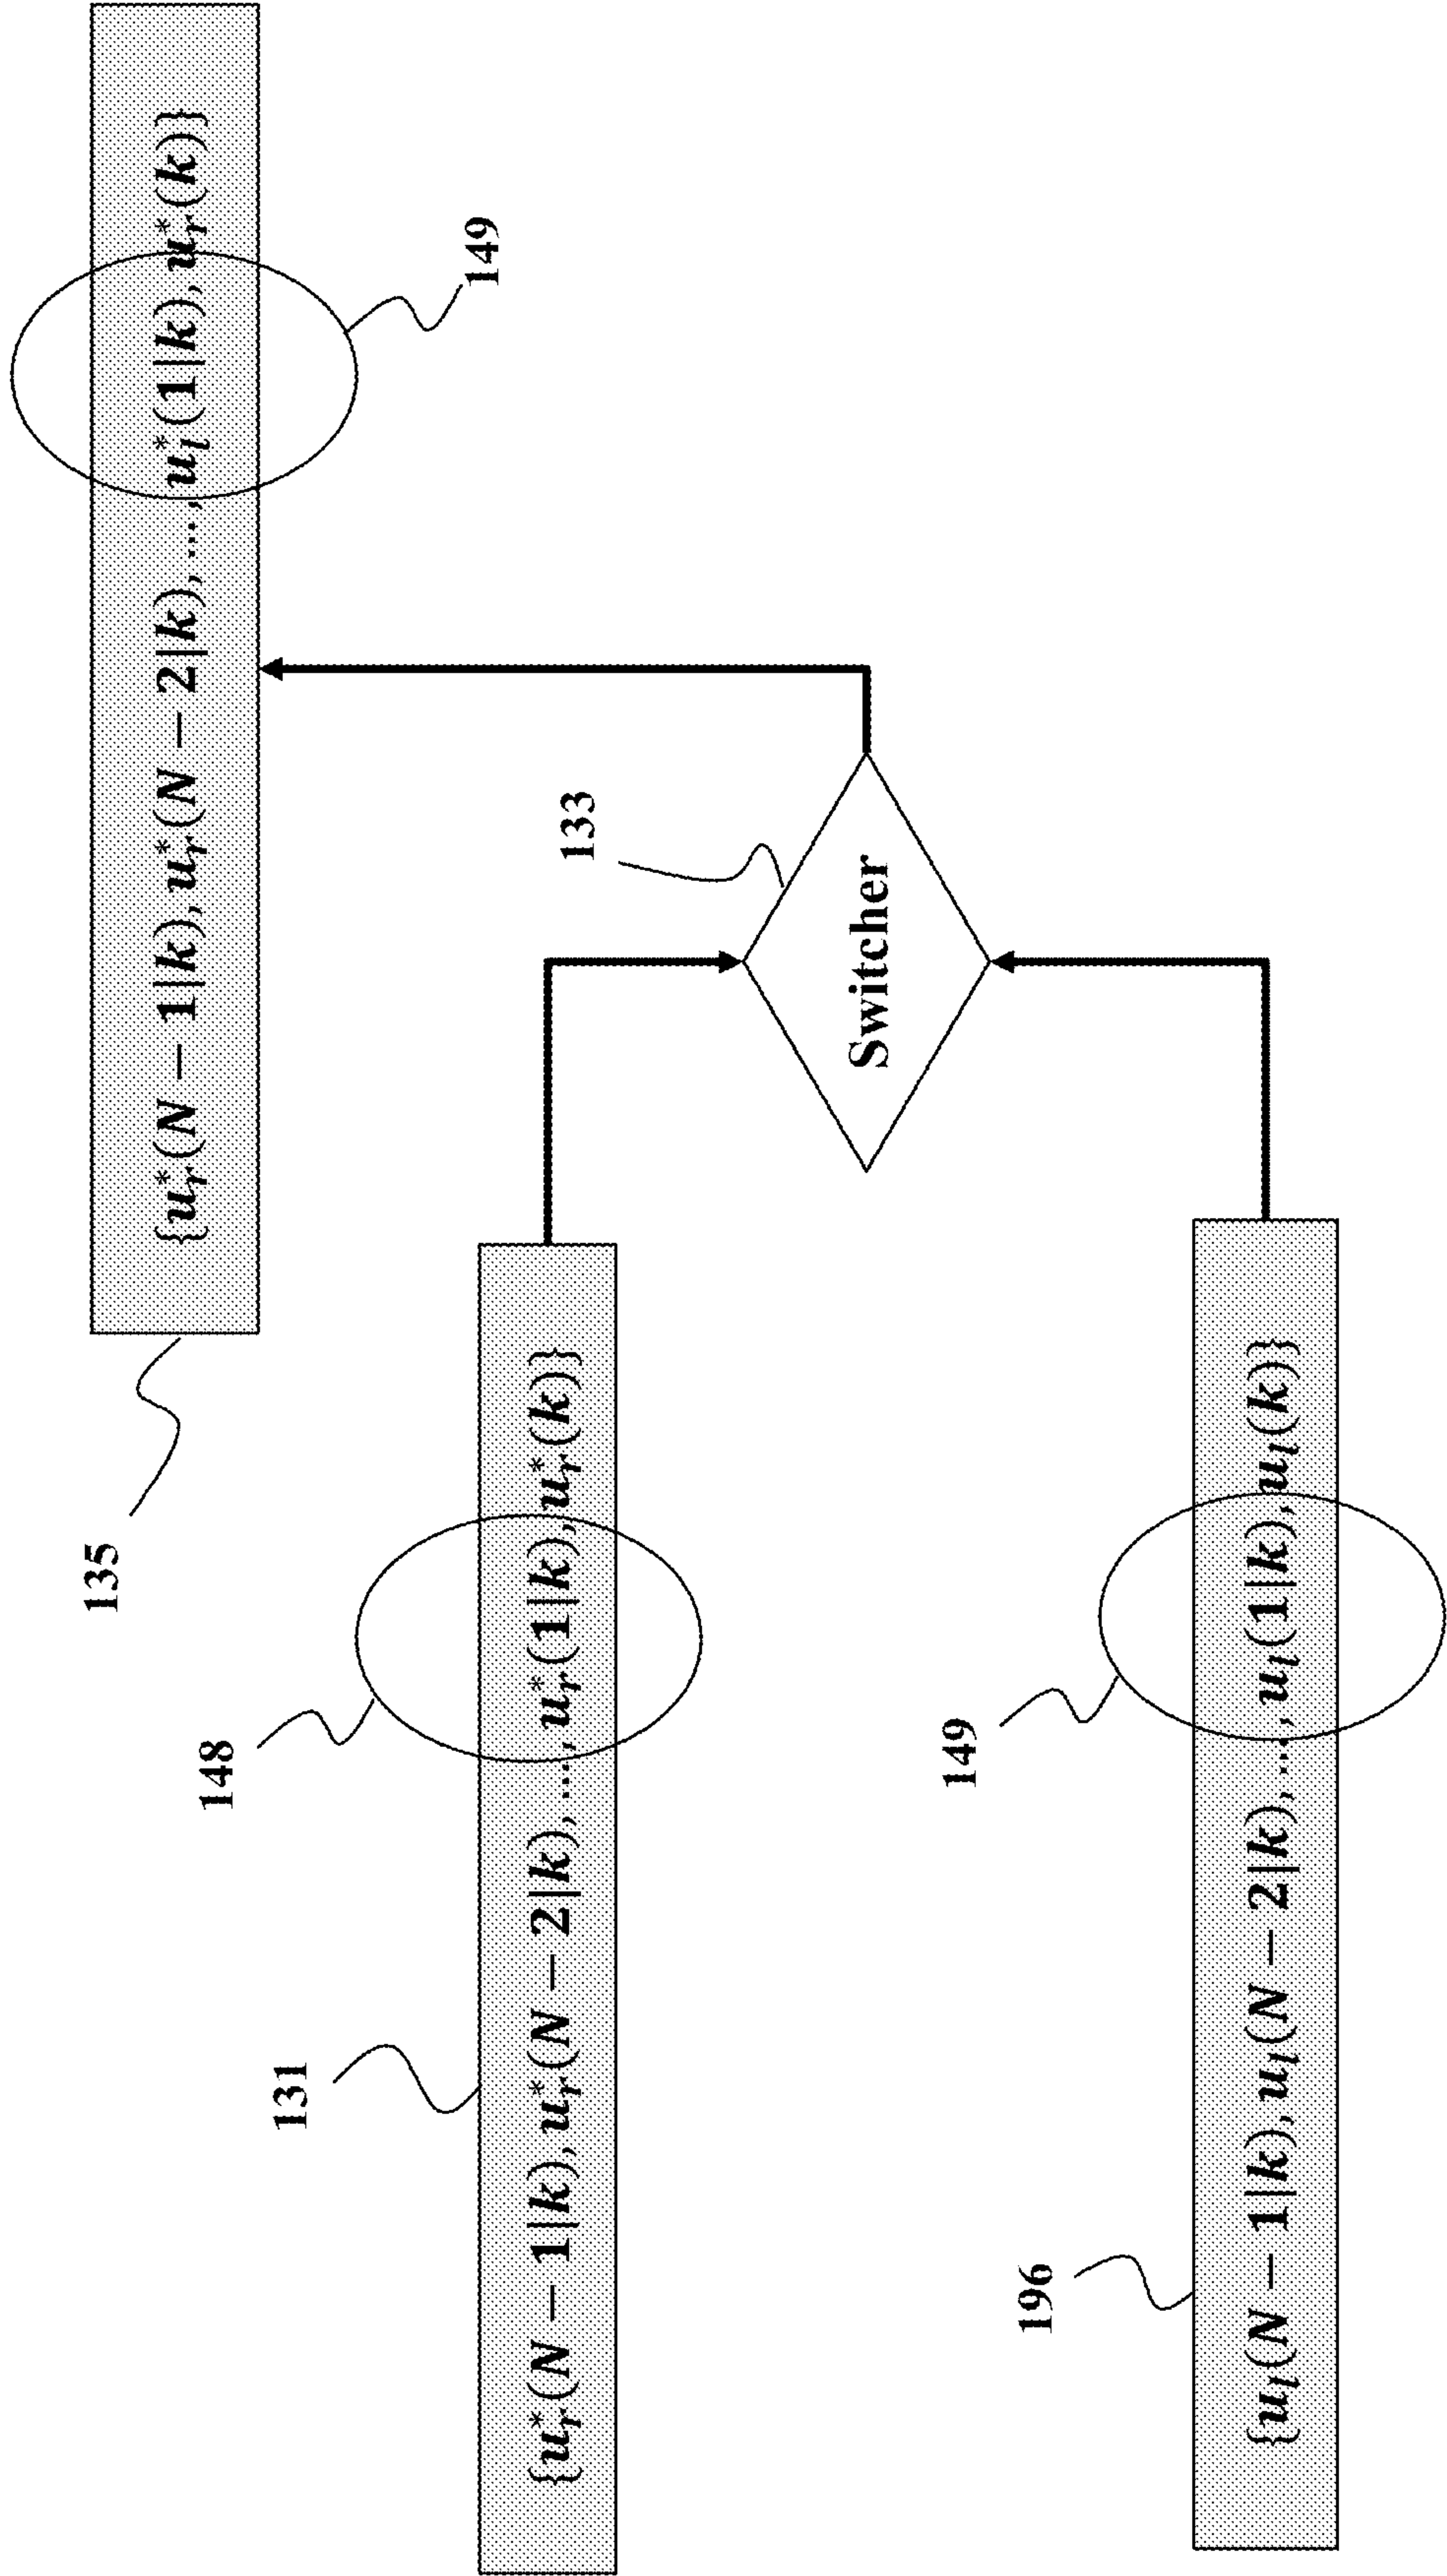 135
{u_r^*(N − 1|k), u_r^*(N − 2|k), ..., u_l^*(1|k), u_r^*(k)}
149
148
131
{u_r^*(N − 1|k), u_r^*(N − 2|k), ..., u_r^*(1|k), u_r^*(k)}
133
Switcher
149
196
{u_l(N − 1|k), u_l(N − 2|k), ..., u_l(1|k), u_l(k)}